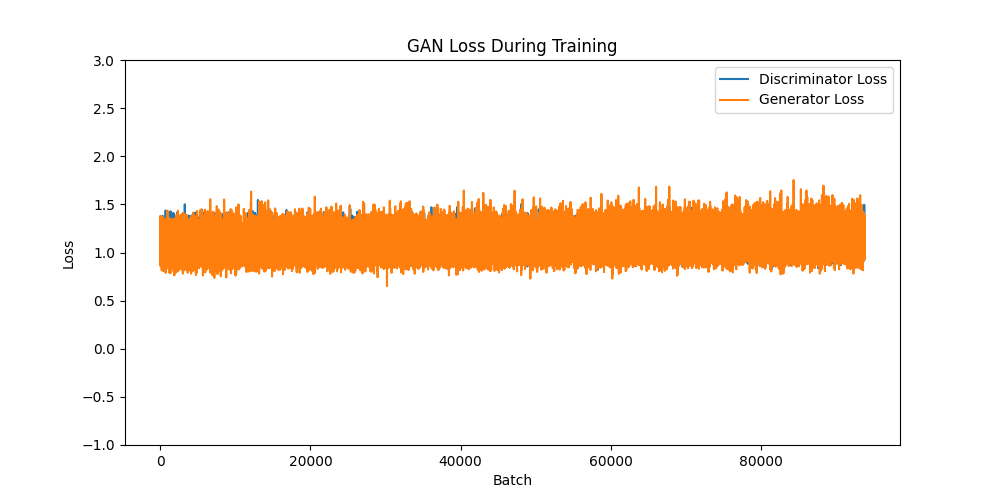 GAN Loss During Training
Discriminator Loss
Generator Loss
3.0
2.5
2.0
1.5
1.0
0.5
0.0
−0.5
−1.0
Loss
0 20000 40000 60000 80000
Batch